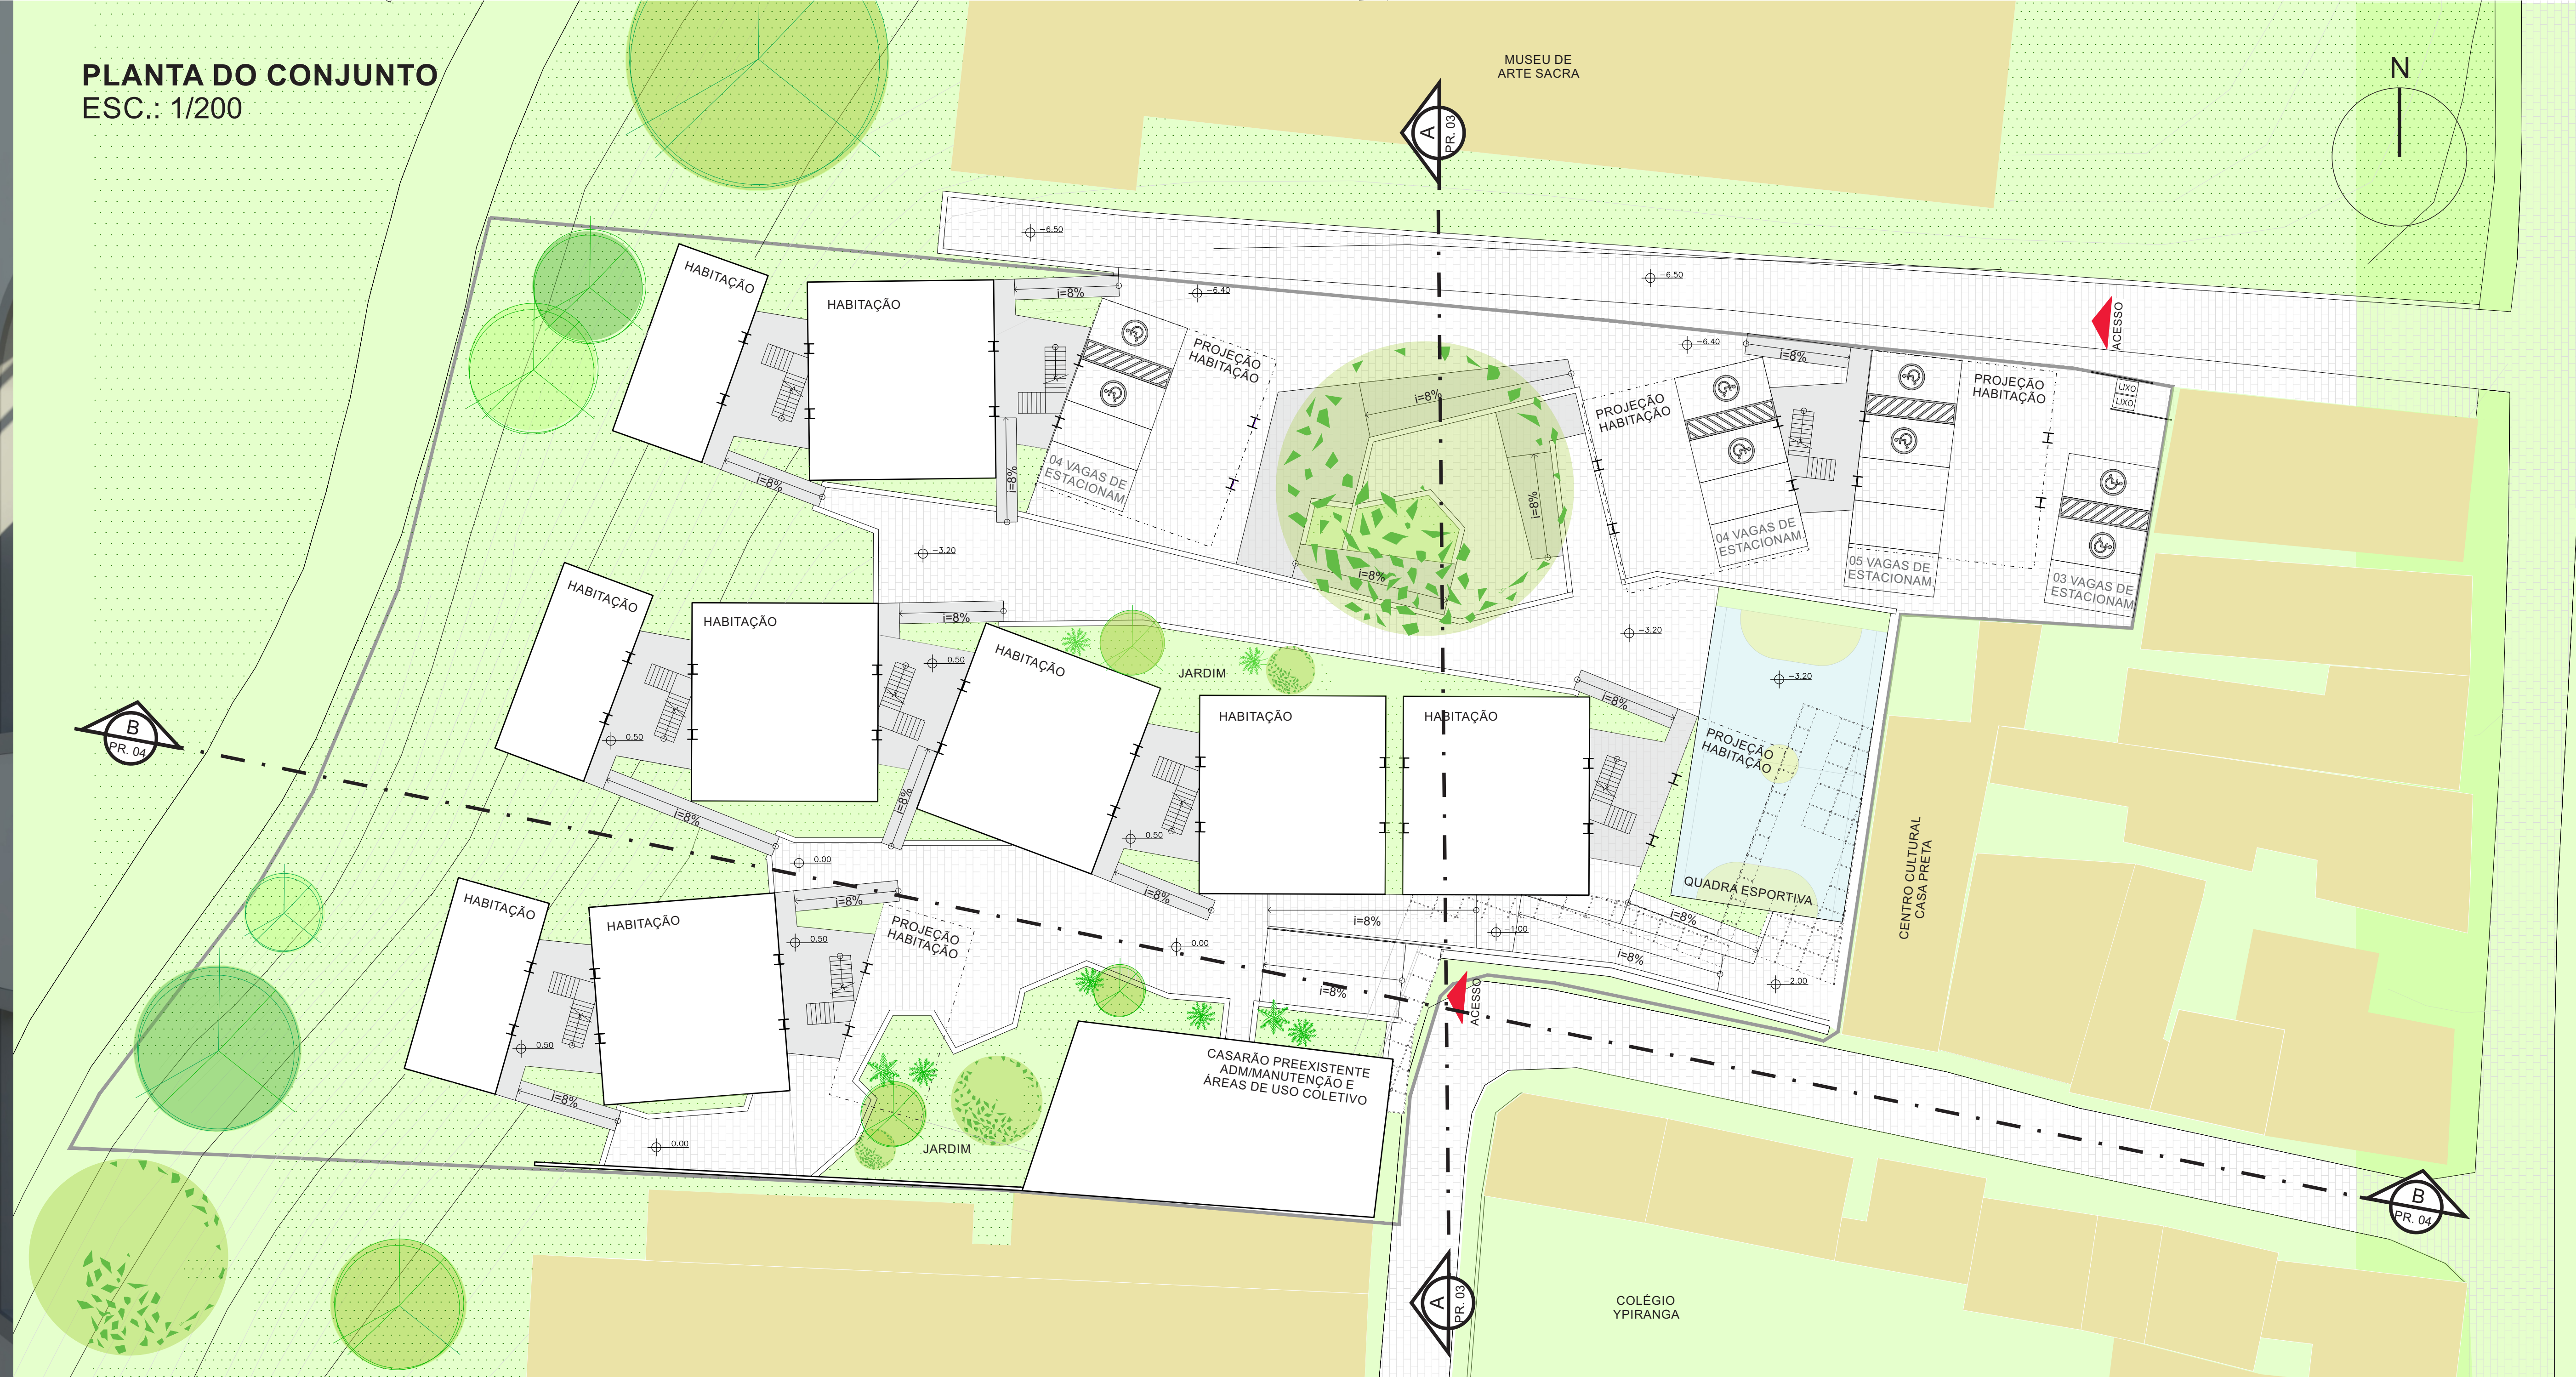 PLANTA DO CONJUNTO
ESC.: 1/200
MUSEU DE
ARTE SACRA
N
A
PR. 03
-6.50
-6.50
ACESSO
HABITAÇÃO
HABITAÇÃO
i=8%
-6.40
PROJEÇÃO
HABITAÇÃO
-6.40
i=8%
PROJEÇÃO
HABITAÇÃO
LIXO
LIXO
i=8%
PROJEÇÃO
HABITAÇÃO
i=8%
i=8%
04 VAGAS DE
ESTACIONAM.
i=8%
04 VAGAS DE
ESTACIONAM.
05 VAGAS DE
ESTACIONAM.
03 VAGAS DE
ESTACIONAM
-3.20
i=8%
HABITAÇÃO
HABITAÇÃO
i=8%
-3.20
HABITAÇÃO
0.50
JARDIM
-3.20
i=8%
HABITAÇÃO
HABITAÇÃO
B
PR. 04
0.50
PROJEÇÃO
HABITAÇÃO
i=8%
i=8%
0.50
0.00
CENTRO CULTURAL
CASA PRETA
HABITAÇÃO
HABITAÇÃO
i=8%
i=8%
QUADRA ESPORTIVA
i=8%
i=8%
PROJEÇÃO
HABITAÇÃO
0.50
0.00
-1.00
i=8%
i=8%
-2.00
ACESSO
0.50
CASARÃO PREEXISTENTE
ADM/MANUTENÇÃO E
ÁREAS DE USO COLETIVO
i=8%
0.00
JARDIM
B
PR. 04
A
PR. 03
COLÉGIO
YPIRANGA